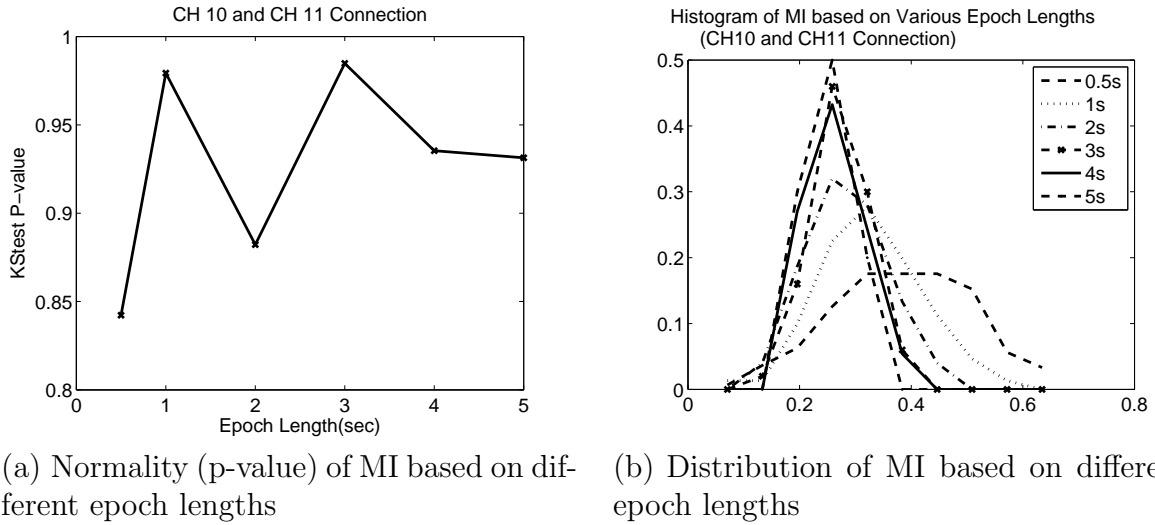 CH 10 and CH 11 Connection
1
0.95
0.9
0.85
0.8
KStest P-value
1
2
3
4
5
Epoch Length(sec)
(a) Normality (p-value) of MI based on dif-
ferent epoch lengths
Histogram of MI based on Various Epoch Lengths
(CH10 and CH11 Connection)
0.5
0.4
0.3
0.2
0.1
0
0
0.2
0.4
0.6
0.8
0.5s
1s
2s
3s
4s
5s
(b) Distribution of MI based on differe
epoch lengths